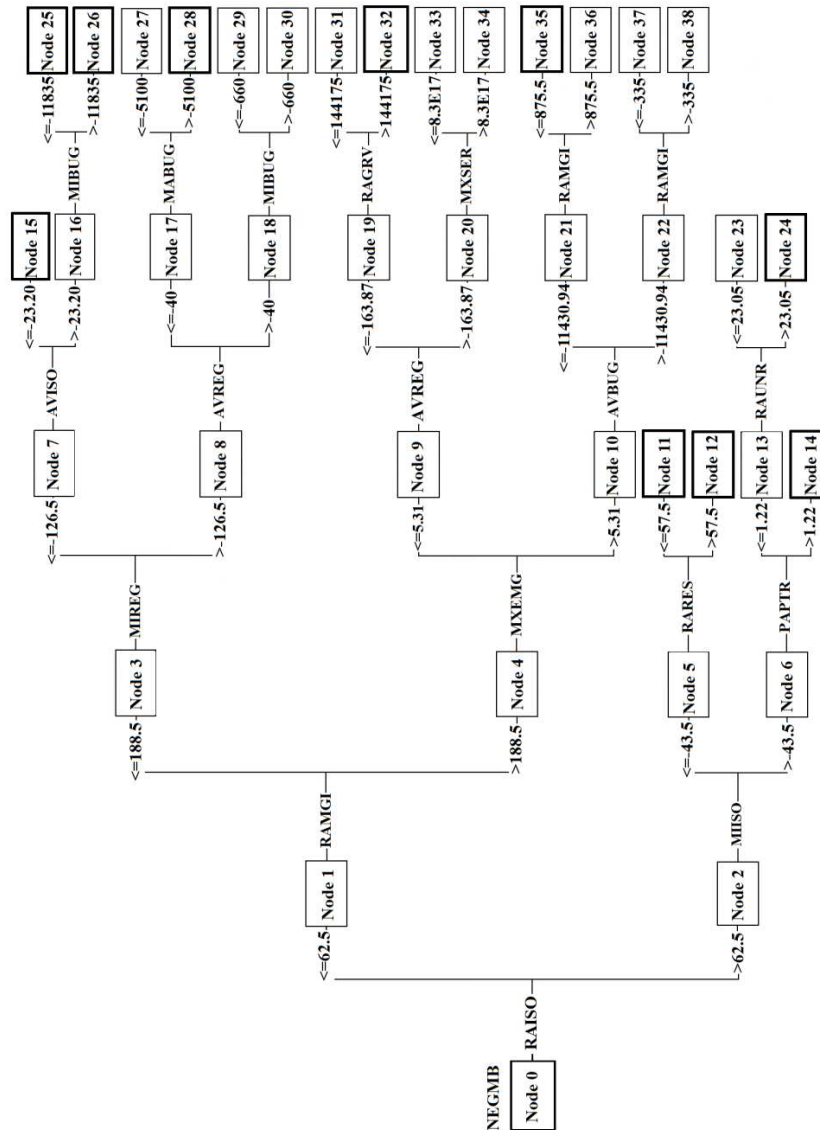 NEGMB
Node 0
RAISO
<=62.5
Node 1
>62.5
Node 2
RAMGI
MIISO
<=188.5
Node 3
>188.5
Node 4
<=-43.5
Node 5
>-43.5
Node 6
MIREG
MXEMG
RARES
PAPTR
<=-126.5
Node 7
>-126.5
Node 8
<=5.31
Node 9
>5.31
Node 10
<=57.5
Node 11
>57.5
Node 12
<=1.22
Node 13
>1.22
Node 14
AVISO
AVREG
AVREG
AVBUG
RAUNR
<=-23.20
Node 15
>-23.20
Node 16
<=-40
Node 17
>-40
Node 18
<=-163.87
Node 19
>-163.87
Node 20
<=-11430.94
Node 21
>-11430.94
Node 22
<=23.05
Node 23
>23.05
Node 24
MIBUG
MABUG
MIBUG
RAGRV
MXSER
RAMGI
RAMGI
<=-11835
Node 25
>-11835
Node 26
<=-5100
Node 27
>-5100
Node 28
<=-660
Node 29
>-660
Node 30
<=144175
Node 31
>144175
Node 32
<=8.3E17
Node 33
>8.3E17
Node 34
<=875.5
Node 35
>875.5
Node 36
<=-335
Node 37
>-335
Node 38